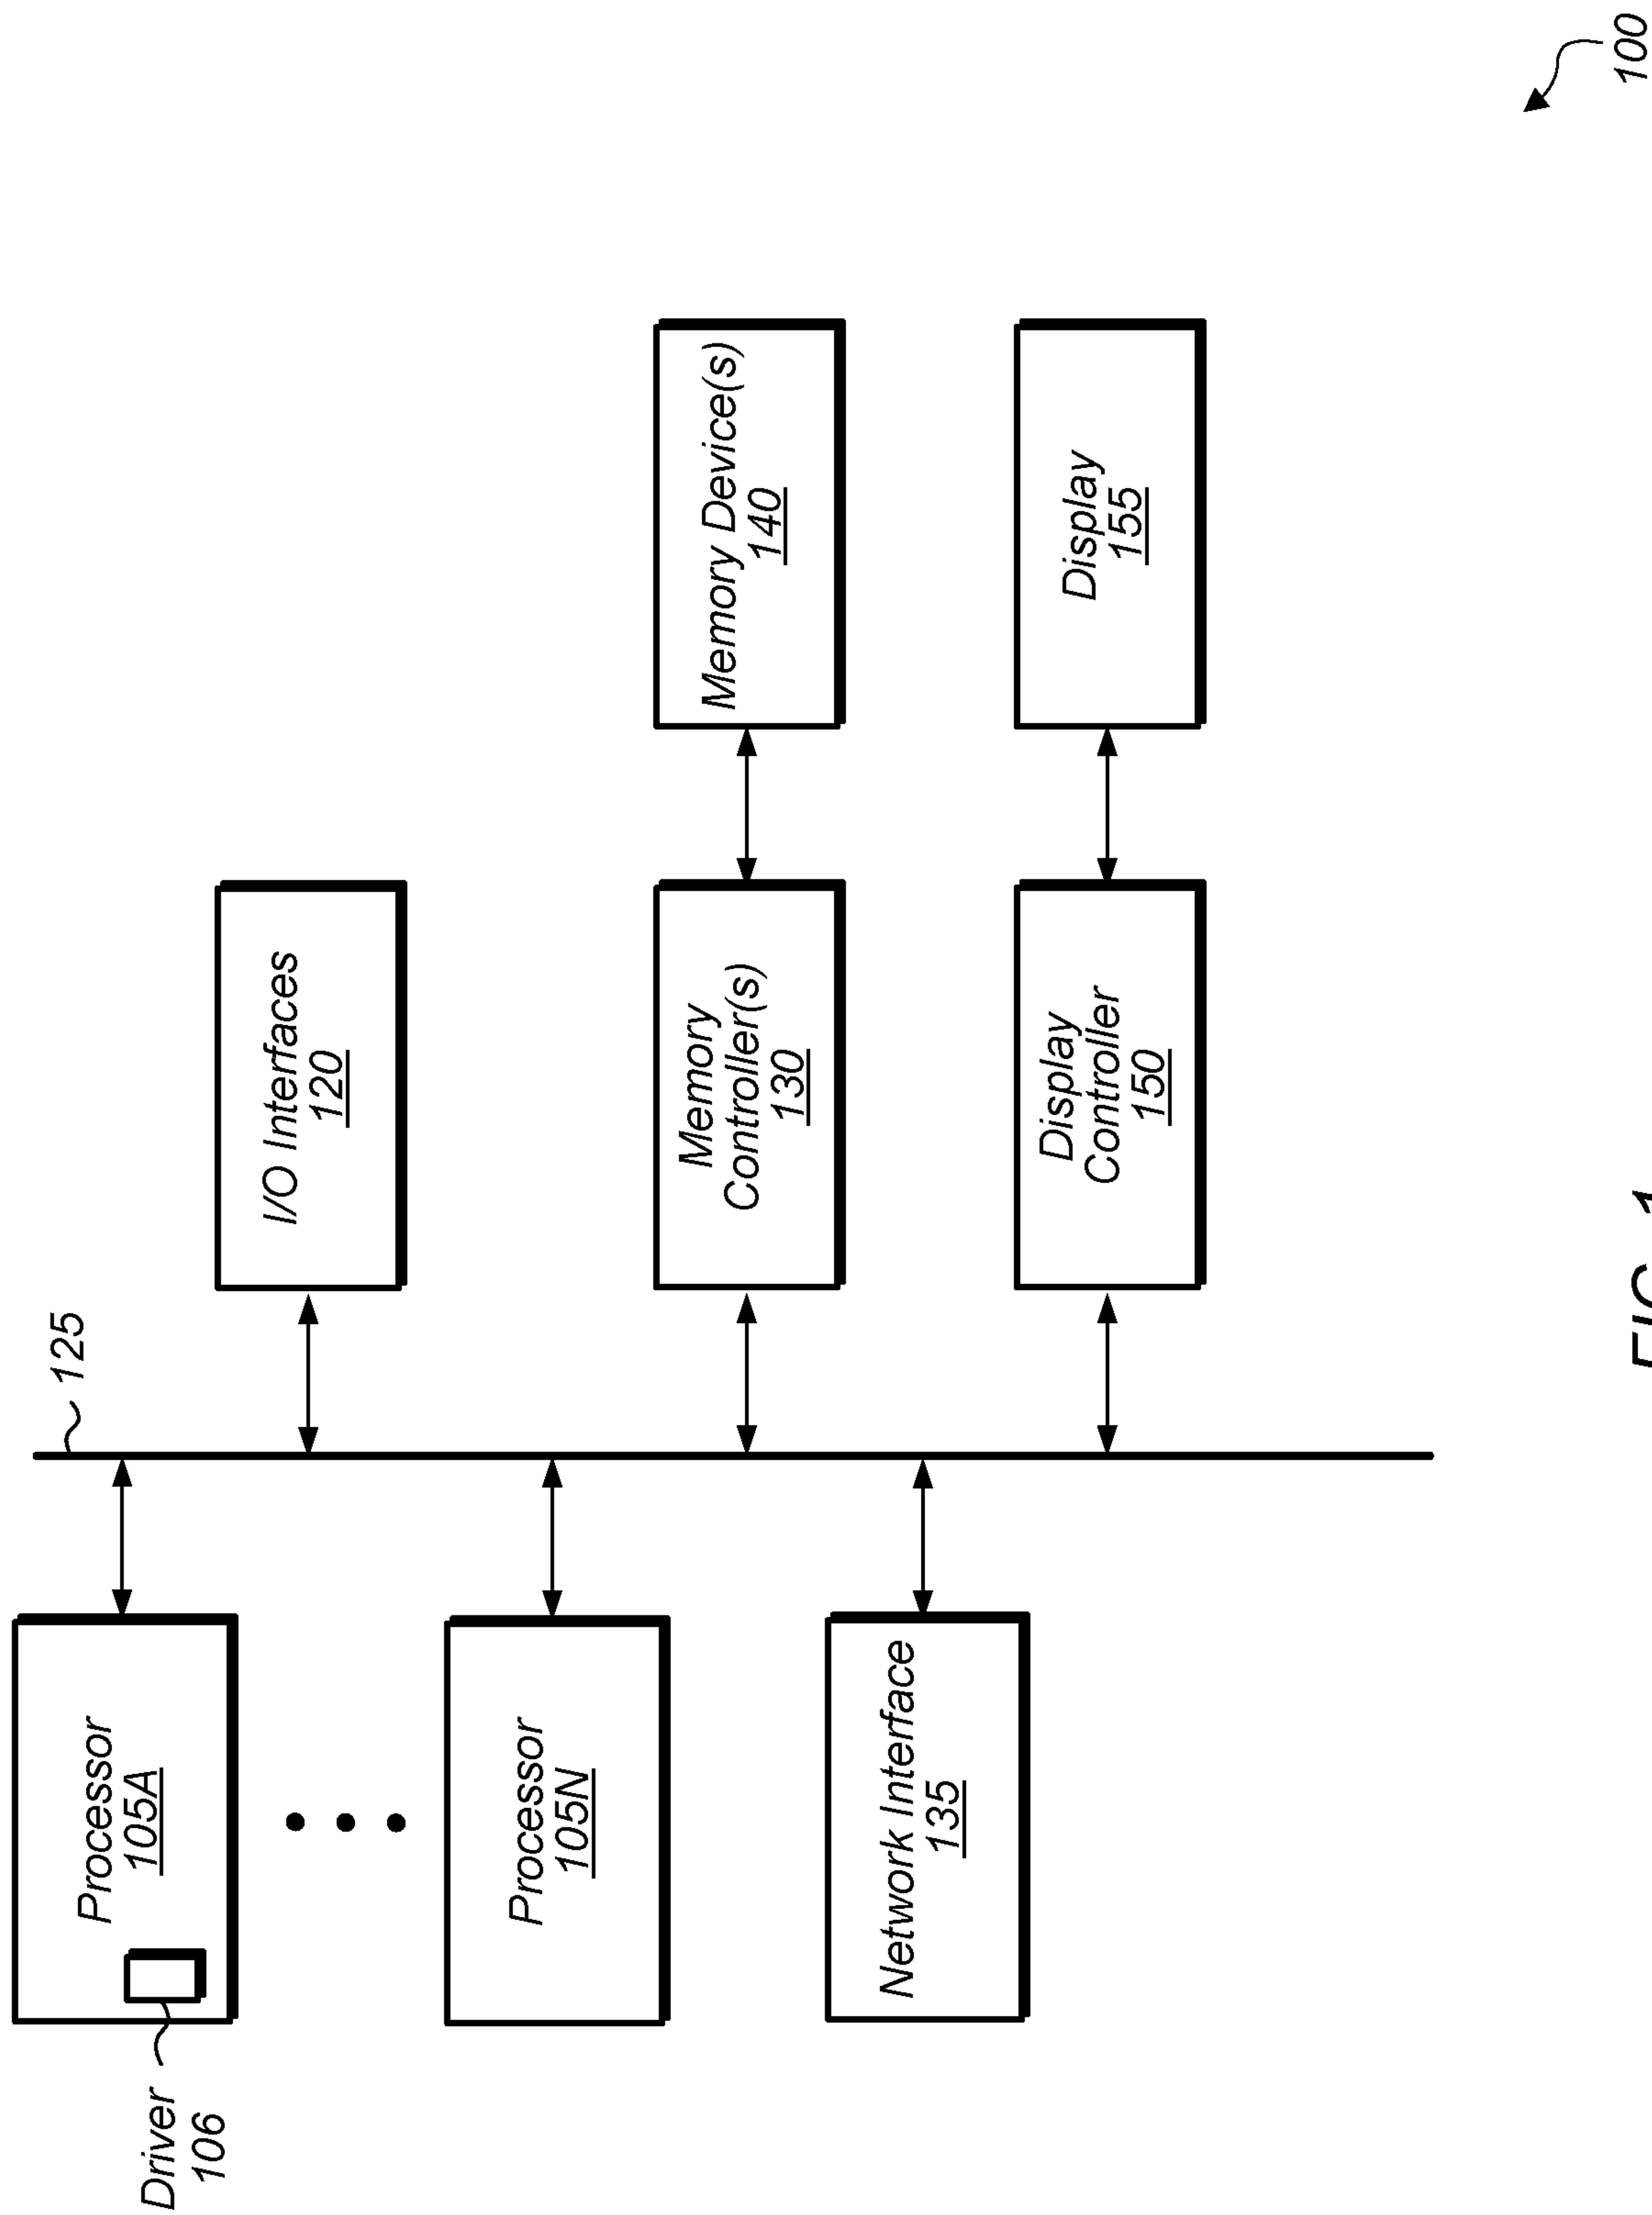 Driver
106
Processor
105A
Processor
105N
Network Interface
135
125
I/O Interfaces
120
Memory
Controller(s)
130
Display
Controller
150
Memory Device(s)
140
Display
155
100